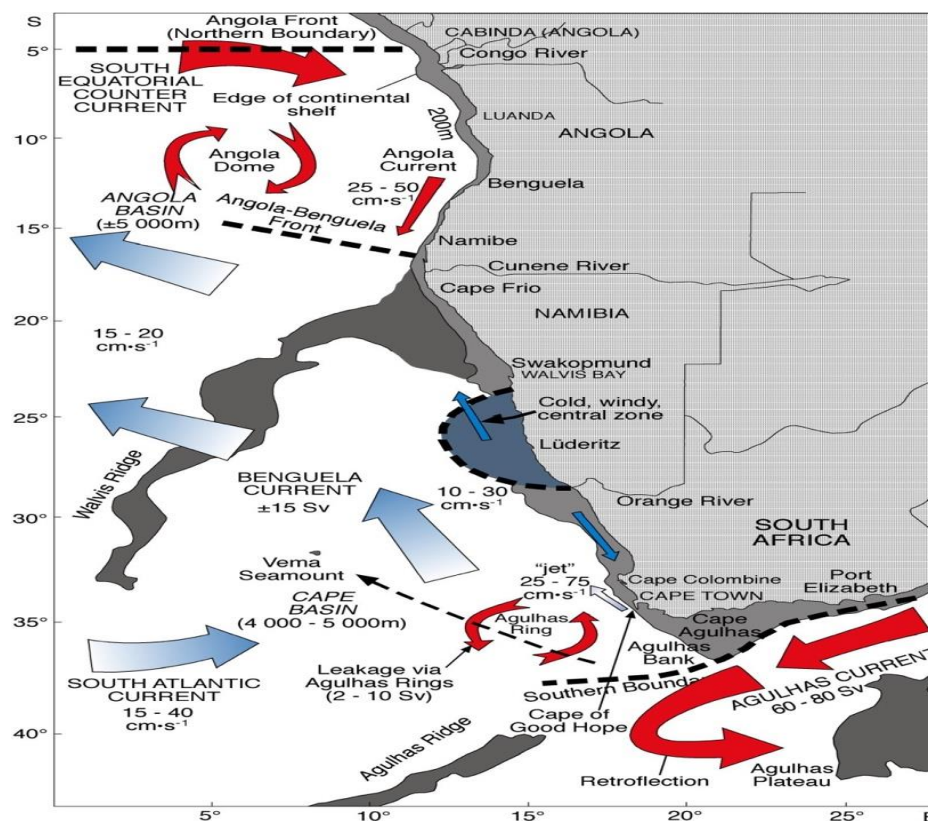 S
Angola Front
(Northern Boundary)
CABINDA (ANGOLA)
5°
Congo River
SOUTH
EQUATORIAL
COUNTER
CURRENT
Edge of continental
shelf
200m
LUANDA
10°
ANGOLA
Angola
Dome
Angola
Current
25 - 50
cm•s⁻¹
Benguela
ANGOLA
BASIN
(±5 000m)
Angola-Benguela
Front
15°
Namibe
Cunene River
Cape Frio
20°
15 - 20
cm•s⁻¹
NAMIBIA
Swakopmund
WALVIS BAY
Cold, windy,
central zone
25°
Lüderitz
Walvis Ridge
BENGUELA
CURRENT
±15 Sv
10 - 30
cm•s⁻¹
Orange River
30°
SOUTH
AFRICA
Vema
Seamount
"jet"
25 - 75
cm•s⁻¹
Cape Colombine
CAPE TOWN
Port
Elizabeth
CAPE
BASIN
(4 000 - 5 000m)
35°
Agulhas
Ring
Cape
Agulhas
Agulhas
Bank
Leakage via
Agulhas Rings
(2 - 10 Sv)
Southern Bounda
SOUTH ATLANTIC
CURRENT
15 - 40
cm•s⁻¹
AGULHAS CURRENT
60 - 80 Sv
Cape of
Good Hope
40°
Agulhas Ridge
Retroflection
Agulhas
Plateau
5°
10°
15°
20°
25°
E